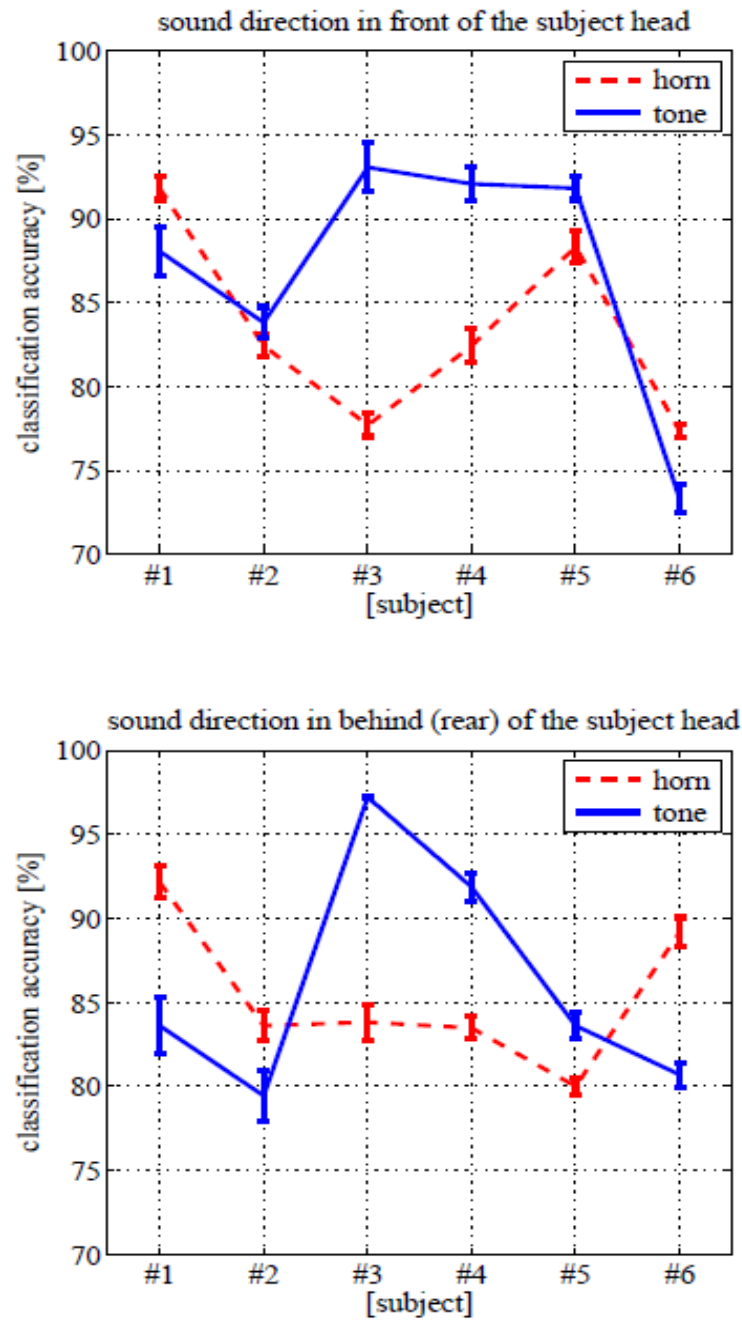 sound direction in front of the subject head
100
95
90
85
80
75
70
classification accuracy [%]
horn
tone
#1 #2 #3 #4 #5 #6
[subject]
sound direction in behind (rear) of the subject head
100
95
90
85
80
75
70
classification accuracy [%]
horn
tone
#1 #2 #3 #4 #5 #6
[subject]